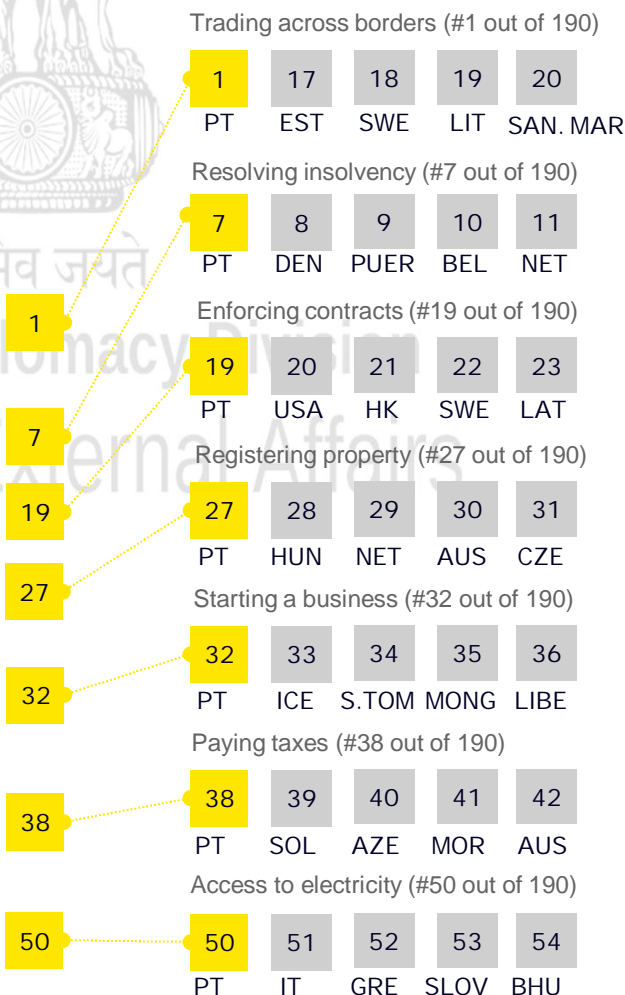 Trading across borders (#1 out of 190)
1 17 18 19 20
PT EST SWE LIT SAN. MAR
Resolving insolvency (#7 out of 190)
7 8 9 10 11
PT DEN PUER BEL NET
जयते
1
Enforcing contracts (#19 out of 190)
Division
19 20 21 22 23
PT USA HK SWE LAT
7
Registering property (#27 out of 190)
External Affairs
19
27 28 29 30 31
PT HUN NET AUS CZE
27
Starting a business (#32 out of 190)
32 33 34 35 36
32
PT ICE S.TOM MONG LIBE
Paying taxes (#38 out of 190)
38 39 40 41 42
38
PT SOL AZE MOR AUS
Access to electricity (#50 out of 190)
50
50 51 52 53 54
PT IT GRE SLOV BHU